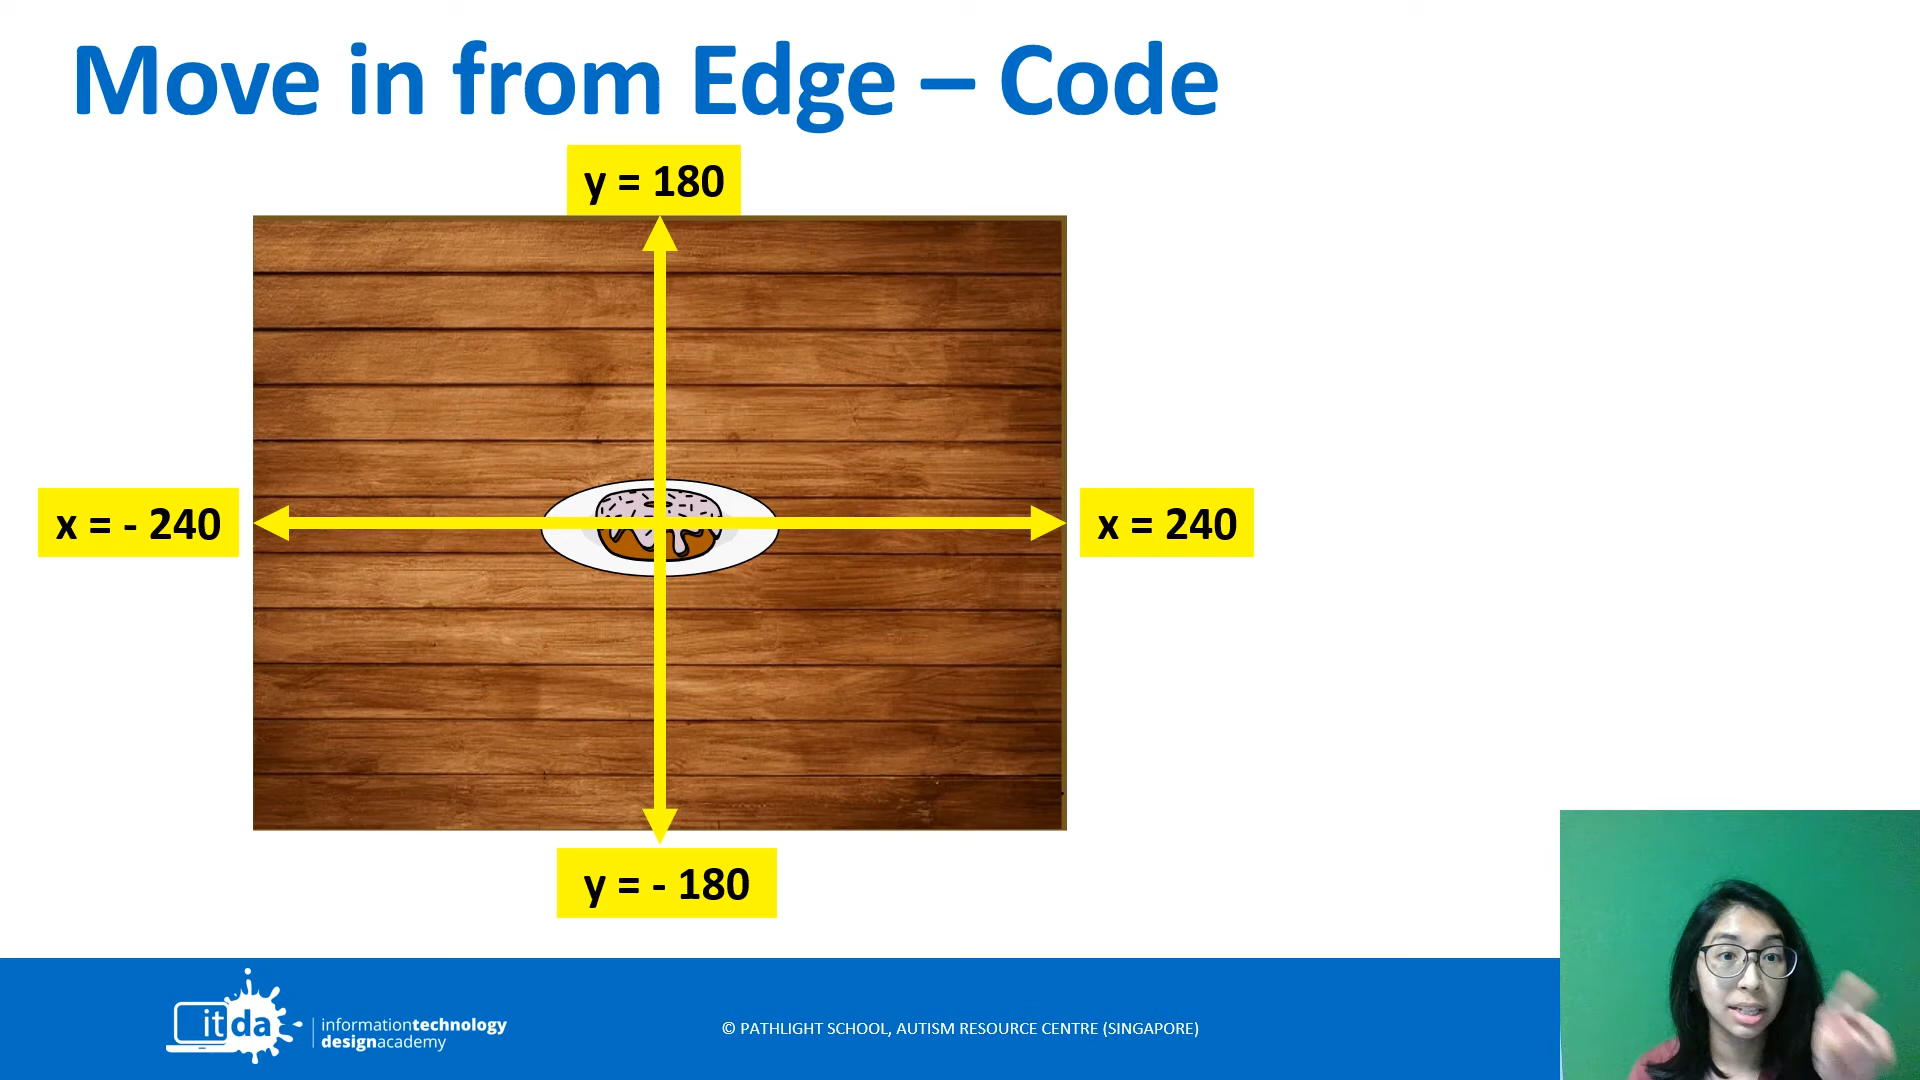 Move in from Edge – Code
y = 180
x = - 240
x = 240
y = - 180
itda
informationtechnology
designacademy
© PATHLIGHT SCHOOL, AUTISM RESOURCE CENTRE (SINGAPORE)